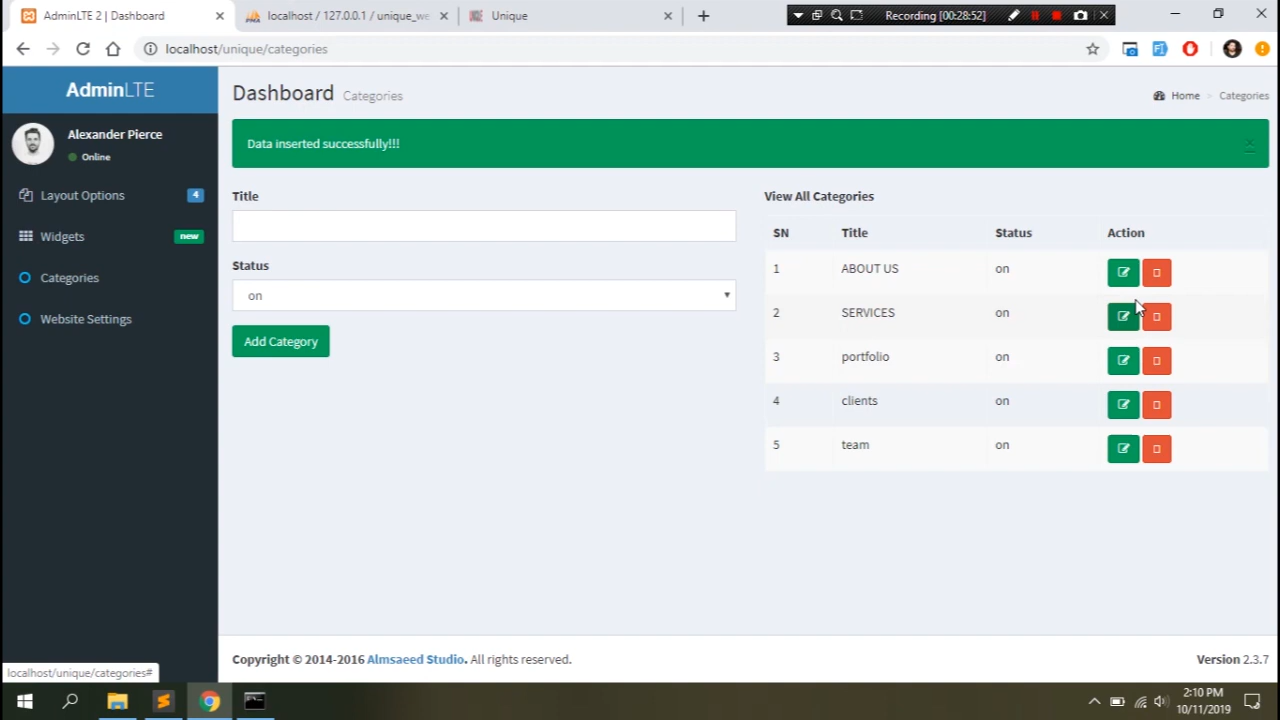 AdminLTE 2 | Dashboard
localhost / 127.0.0.1 / unique_we
Unique
Recording [00:28:52]
localhost/unique/categories
AdminLTE
Dashboard Categories
Home > Categories
Alexander Pierce
Online
Data inserted successfully!!!
×
Layout Options 4
Widgets new
Categories
Website Settings
Title
Status
on
Add Category
View All Categories
SN Title Status Action
1 ABOUT US on
2 SERVICES on
3 portfolio on
4 clients on
5 team on
Copyright © 2014-2016 Almsaeed Studio. All rights reserved.
Version 2.3.7
localhost/unique/categories#
2:10 PM
10/11/2019